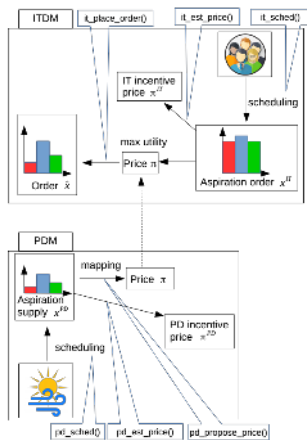 ITDM
it_place_order()
it_est_price()
it_sched()
IT incentive
price π^IT
scheduling
max utility
Price π
Order x̂
Aspiration order x^IT
PDM
mapping
Price π
Aspiration
supply x^PD
PD incentive
price π^PD
scheduling
pd_sched()
pd_est_price()
pd_propose_price()